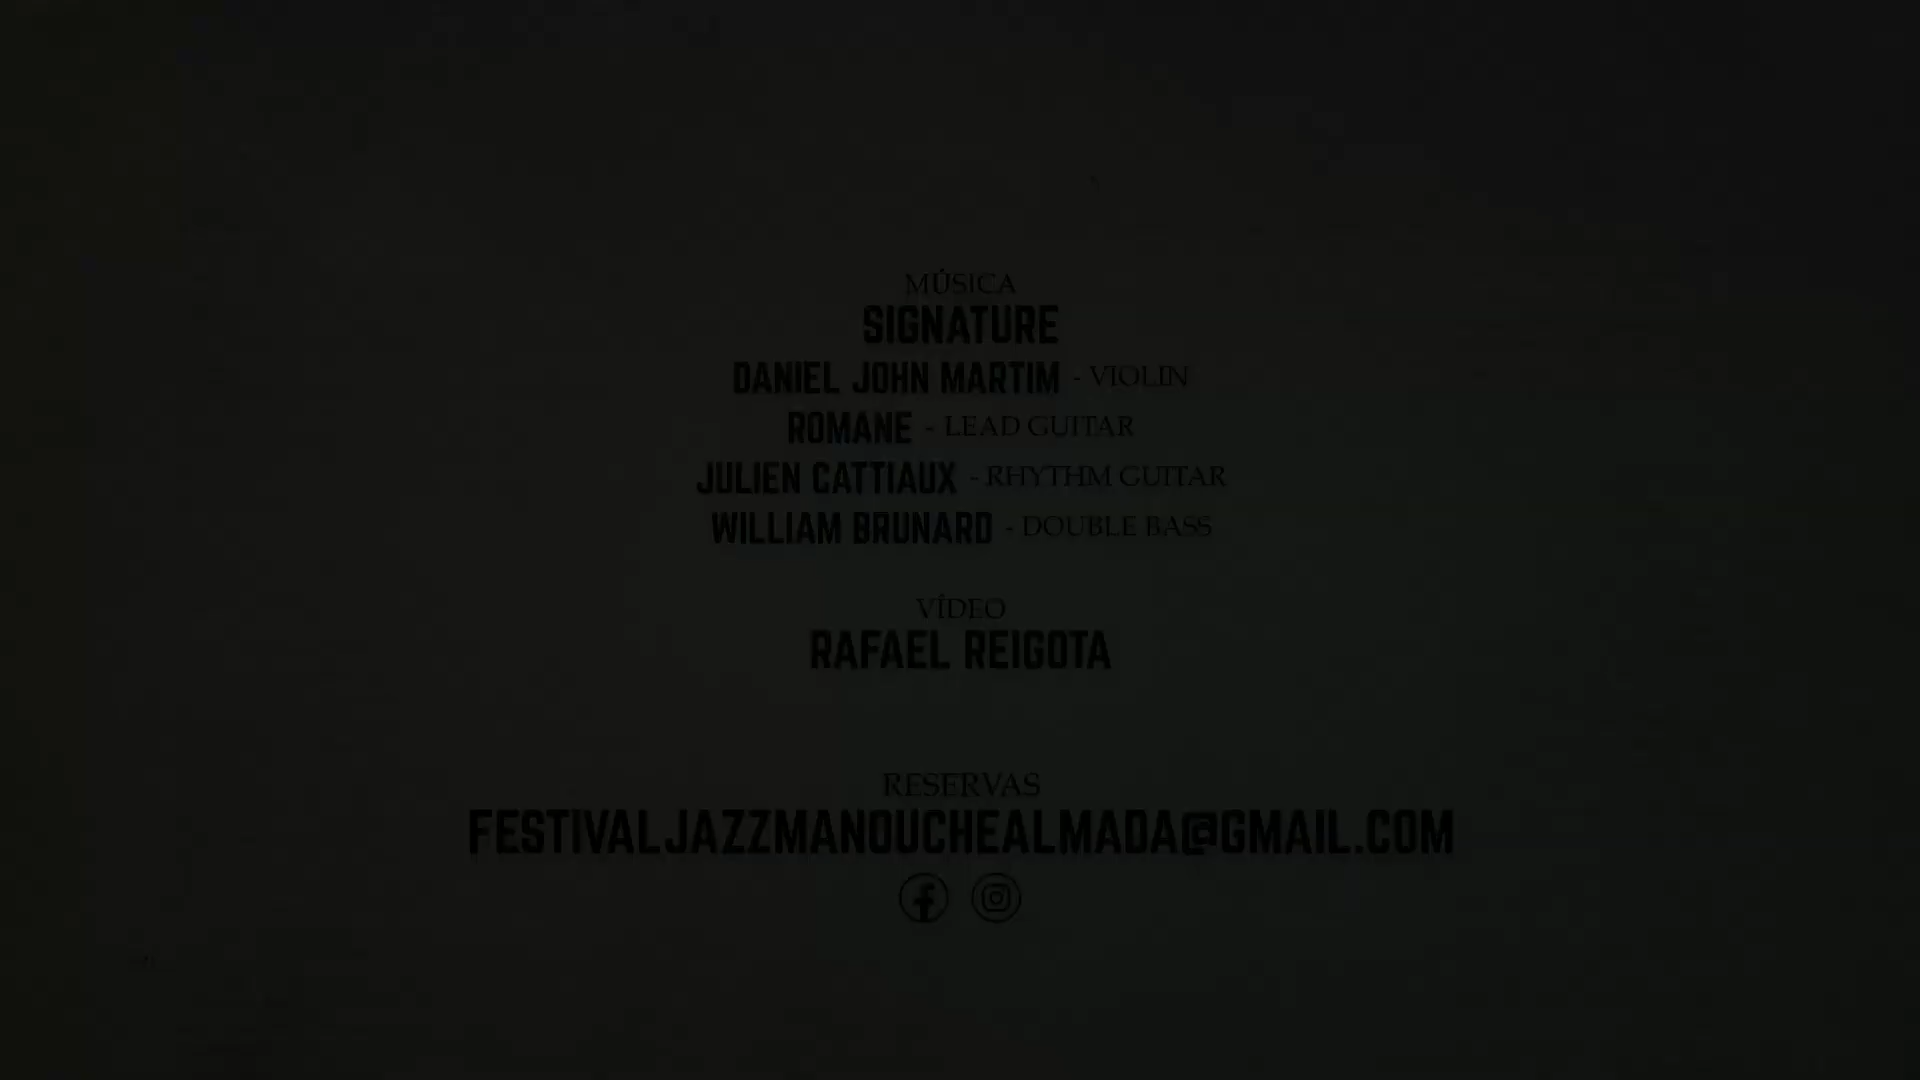 MÚSICA
SIGNATURE
DANIEL JOHN MARTIM - VIOLIN
ROMANE - LEAD GUITAR
JULIEN CATTIAUX - RHYTHM GUITAR
WILLIAM BRUNARD - DOUBLE BASS
VÍDEO
RAFAEL REIGOTA
RESERVAS
FESTIVALJAZZMANOUCHEALMADA@GMAIL.COM